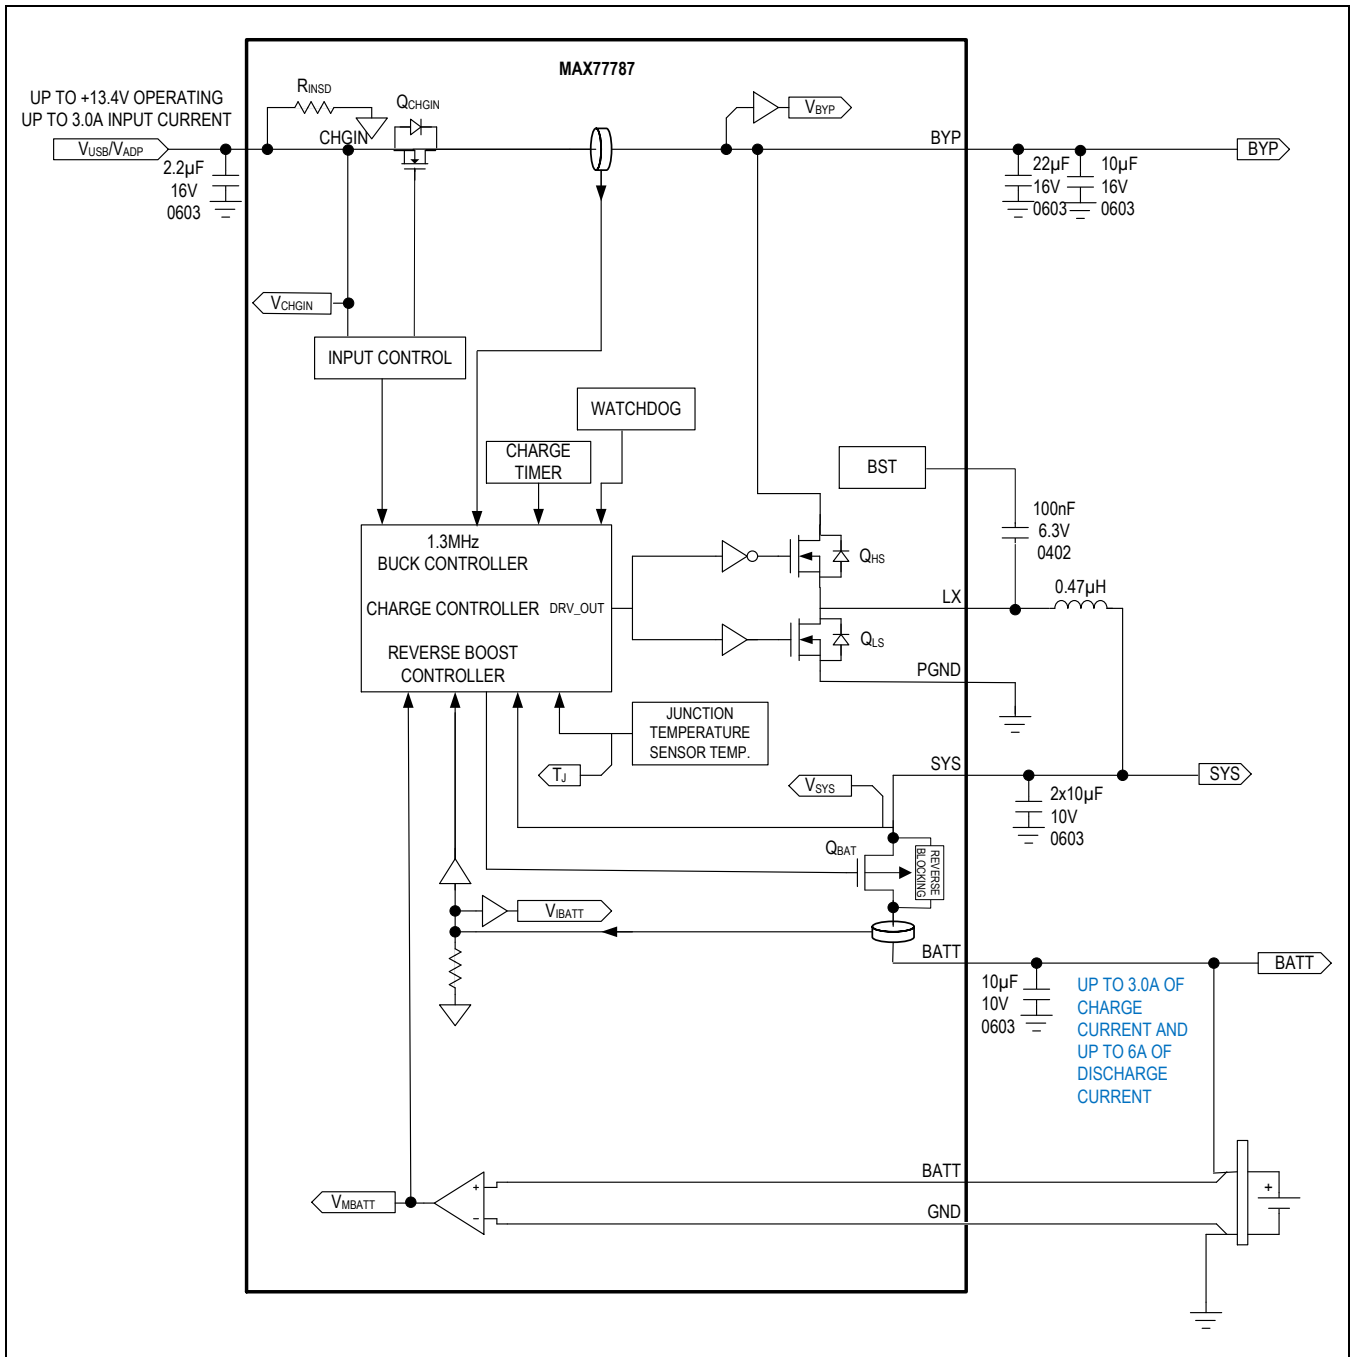 MAX77787
UP TO +13.4V OPERATING
UP TO 3.0A INPUT CURRENT
RINSD
QCHGIN
CHGIN
VUSB/VADP
2.2µF
16V
0603
VBYP
BYP
22µF
16V
0603
10µF
16V
0603
BYP
VCHGIN
INPUT CONTROL
WATCHDOG
CHARGE
TIMER
BST
100nF
6.3V
0402
1.3MHz
BUCK CONTROLLER
CHARGE CONTROLLER
DRV_OUT
REVERSE BOOST
CONTROLLER
QHS
LX
0.47µH
QLS
PGND
JUNCTION
TEMPERATURE
SENSOR TEMP.
TJ
SYS
SYS
VSYS
2x10µF
10V
0603
QBAT
REVERSE
BLOCKING
VIBATT
BATT
BATT
10µF
10V
0603
UP TO 3.0A OF
CHARGE
CURRENT AND
UP TO 6A OF
DISCHARGE
CURRENT
BATT
VMBATT
+
−
GND
+